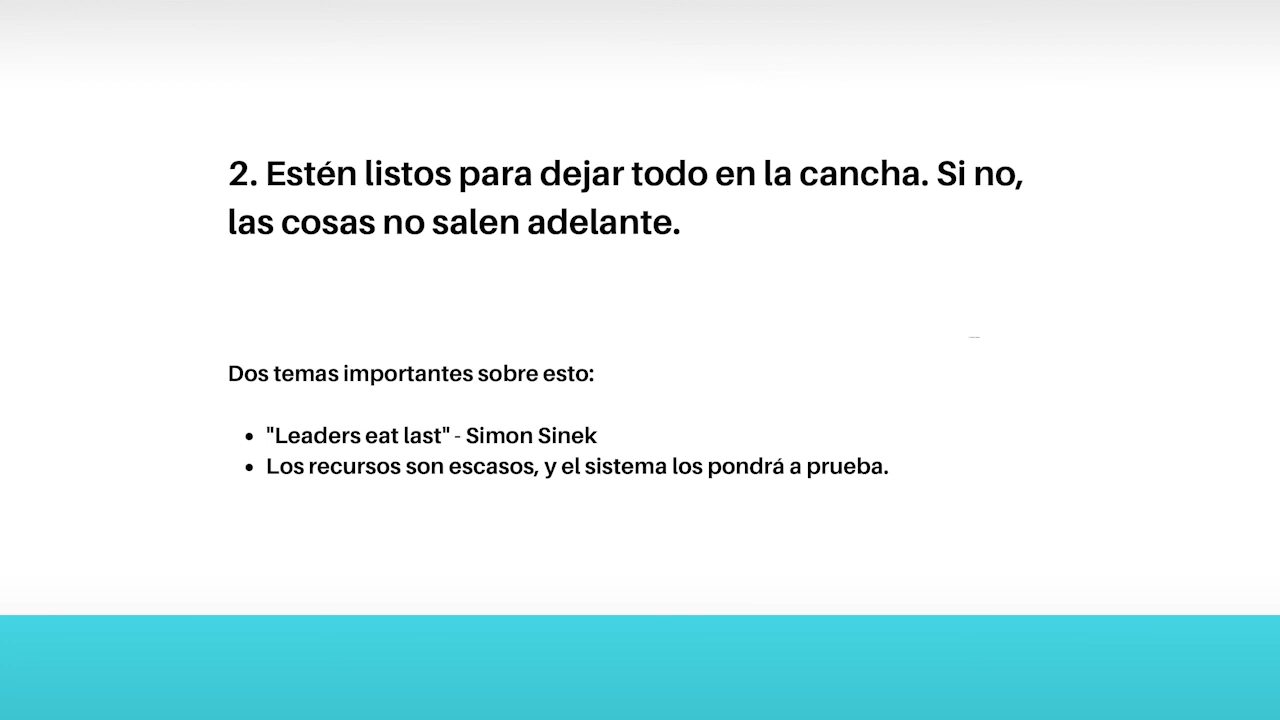 2. Estén listos para dejar todo en la cancha. Si no,
las cosas no salen adelante.
Dos temas importantes sobre esto:
• "Leaders eat last" - Simon Sinek
• Los recursos son escasos, y el sistema los pondrá a prueba.